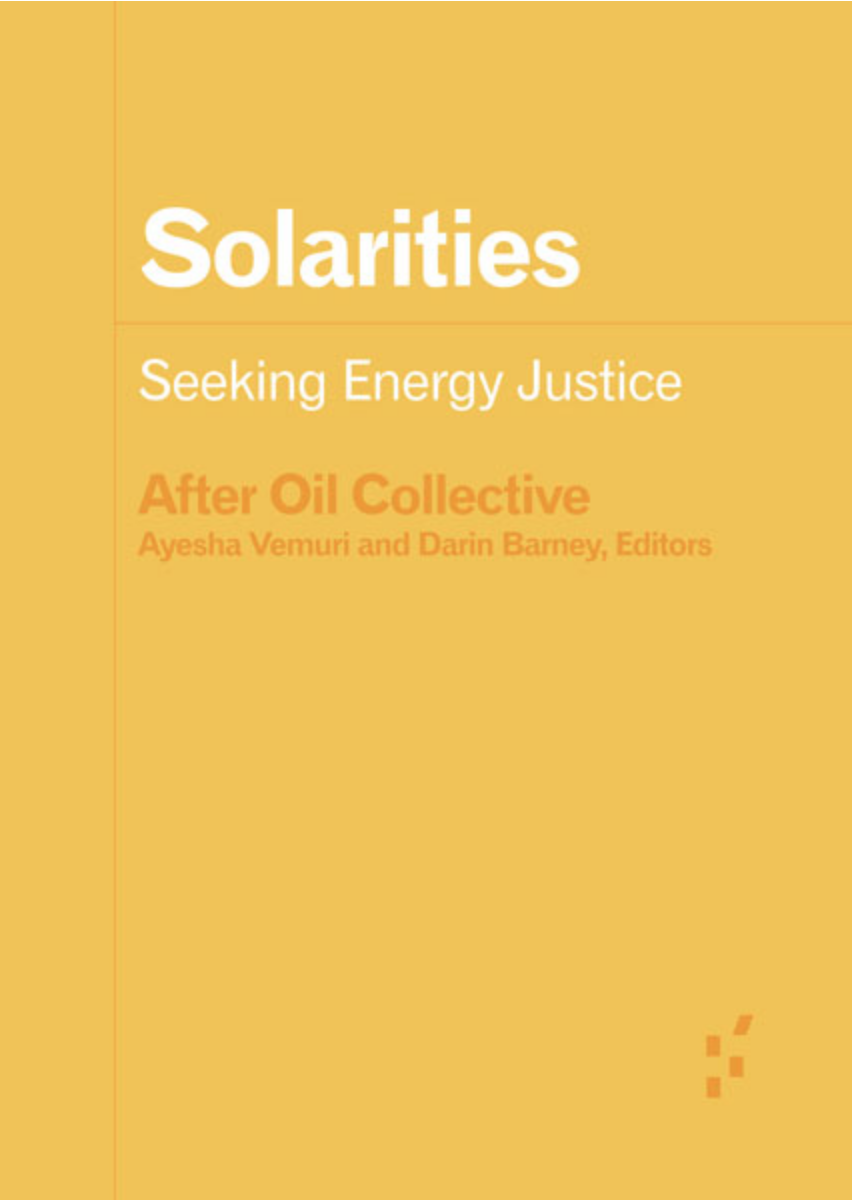 Solarities
Seeking Energy Justice
After Oil Collective
Ayesha Vemuri and Darin Barney, Editors